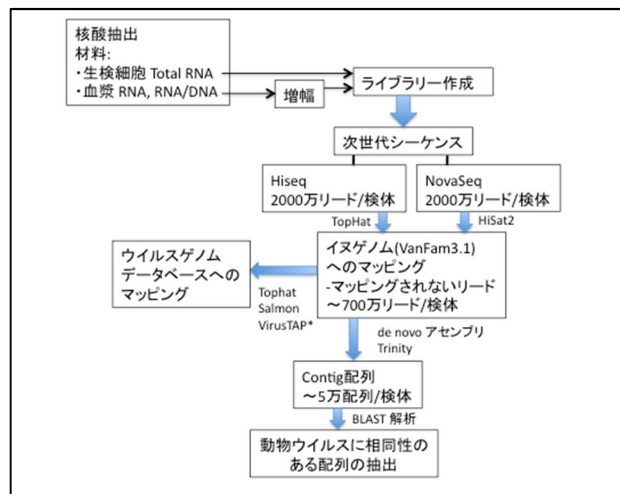 核酸抽出
材料:
・生検細胞 Total RNA
・血漿 RNA, RNA/DNA
増幅
ライブラリー作成
次世代シーケンス
Hiseq
2000万リード/検体
NovaSeq
2000万リード/検体
TopHat
HiSat2
イヌゲノム(VanFam3.1)
へのマッピング
-マッピングされないリード
～700万リード/検体
ウイルスゲノム
データベースへの
マッピング
Tophat
Salmon
VirusTAP*
de novo アセンブリ
Trinity
Contig配列
～5万配列/検体
BLAST 解析
動物ウイルスに相同性の
ある配列の抽出